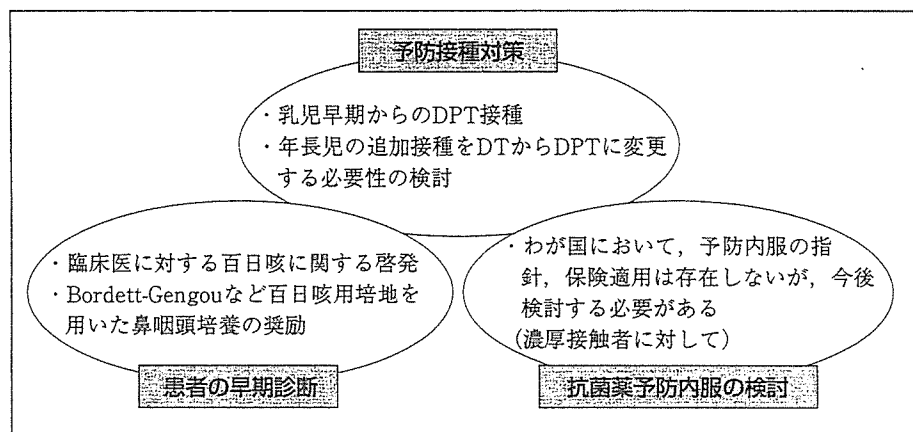 予防接種対策
・乳児早期からのDPT接種
・年長児の追加接種をDTからDPTに変更
する必要性の検討
・臨床医に対する百日咳に関する啓発
・Bordett-Gengouなど百日咳用培地を
用いた鼻咽頭培養の奨励
患者の早期診断
・わが国において，予防内服の指
針，保険適用は存在しないが，今後
検討する必要がある
(濃厚接触者に対して)
抗菌薬予防内服の検討